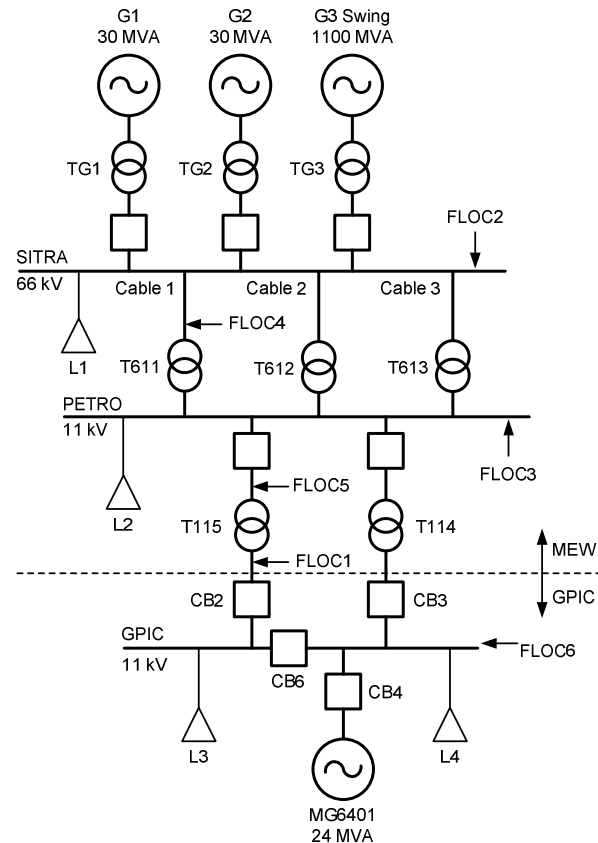 G1
30 MVA
G2
30 MVA
G3 Swing
1100 MVA
TG1
TG2
TG3
FLOC2
SITRA
66 kV
Cable 1
Cable 2
Cable 3
FLOC4
L1
T611
T612
T613
PETRO
11 kV
FLOC3
FLOC5
L2
T115
T114
FLOC1
MEW
GPIC
CB2
CB3
GPIC
11 kV
CB6
FLOC6
CB4
L3
L4
MG6401
24 MVA